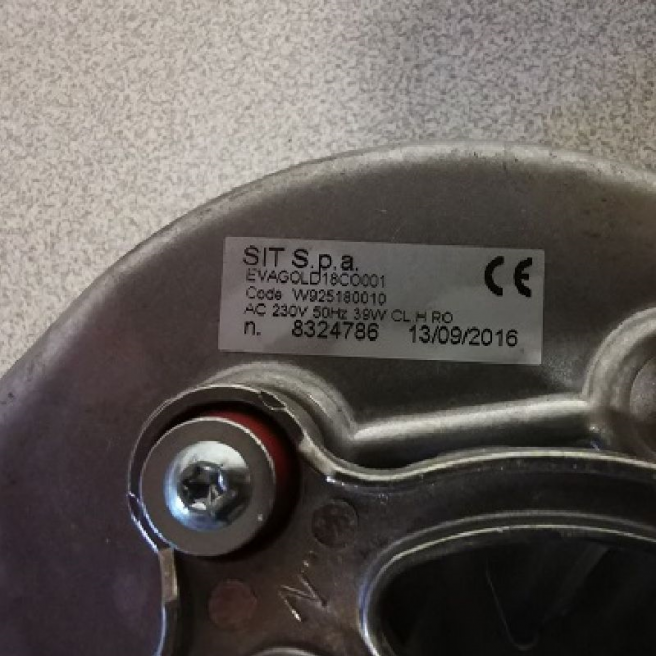 SIT S.p.a.
CE
EVAGOLD18CO001
Code W925180010
AC 230V 50Hz 39W CL H RO
n. 8324786 13/09/2016